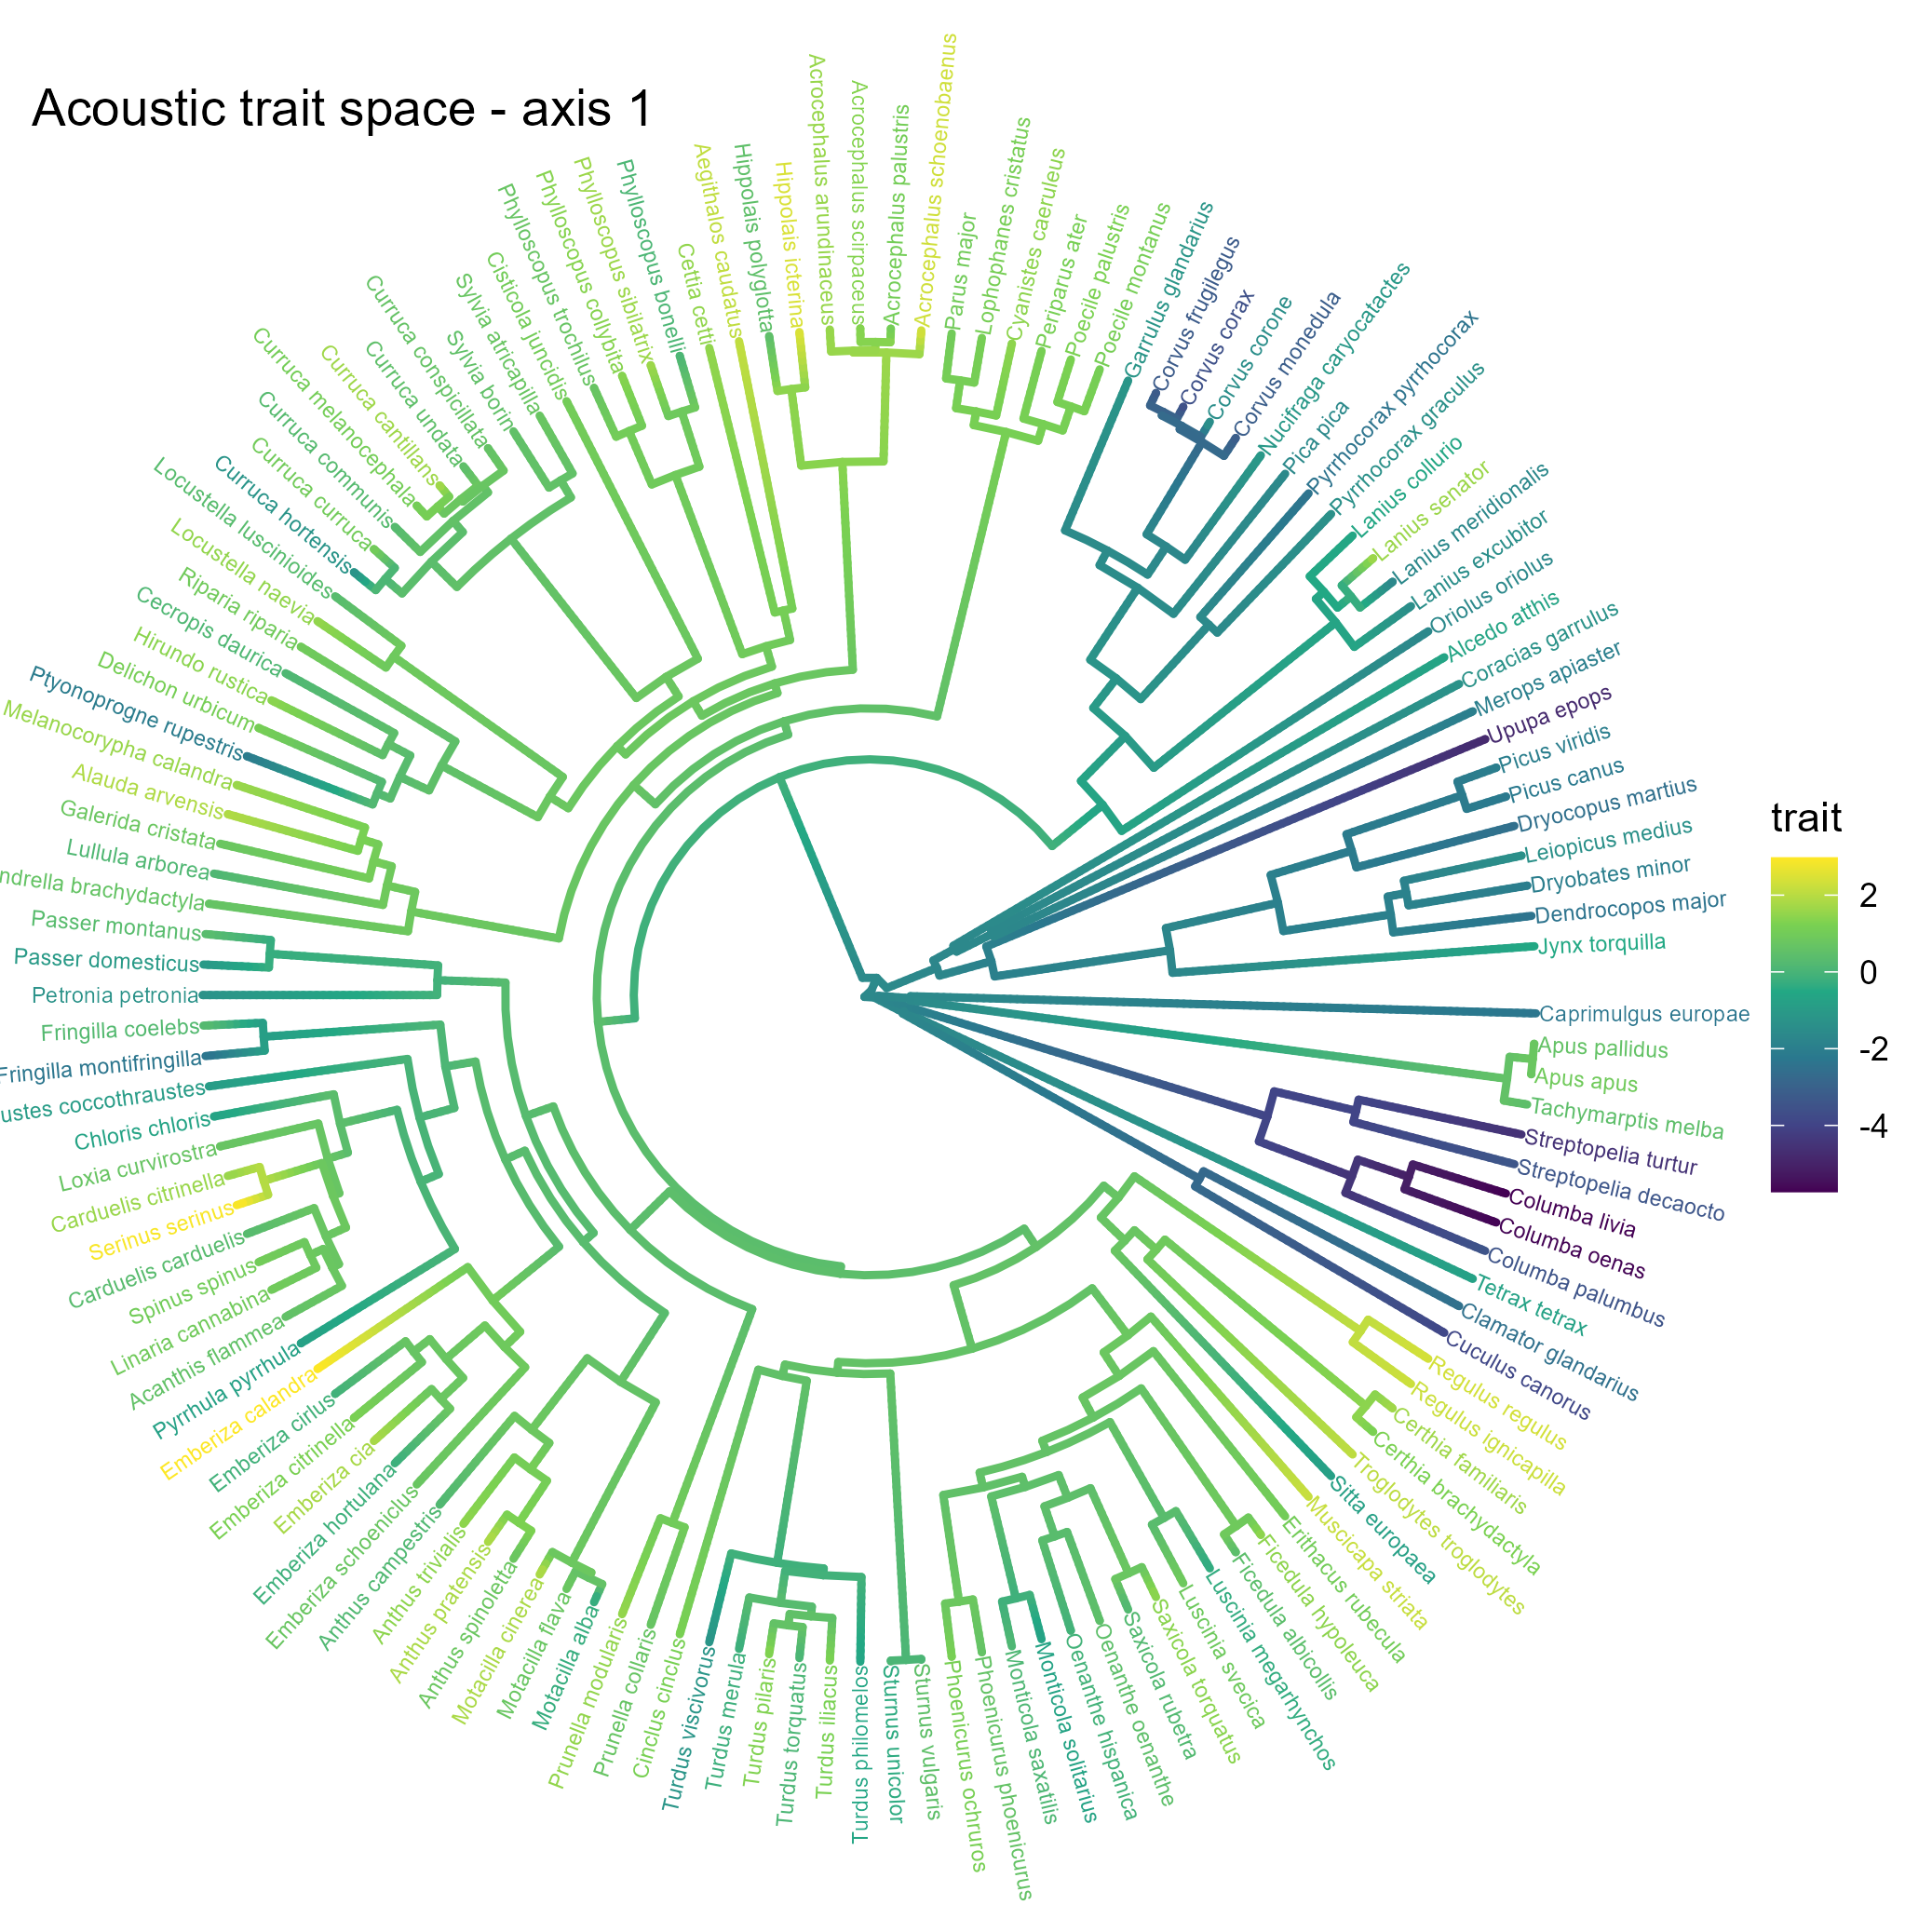 Acoustic trait space - axis 1
Acrocephalus arundinaceus
Acrocephalus scirpaceus
Acrocephalus palustris
Acrocephalus schoenobaenus
Parus major
Lophophanes cristatus
Cyanistes caeruleus
Periparus ater
Poecile palustris
Poecile montanus
Garrulus glandarius
Corvus frugilegus
Corvus corax
Corvus corone
Corvus monedula
Nucifraga caryocatactes
Pica pica
Pyrrhocorax pyrrhocorax
Pyrrhocorax graculus
Lanius collurio
Lanius senator
Lanius meridionalis
Lanius excubitor
Oriolus oriolus
Alcedo atthis
Coracias garrulus
Merops apiaster
Upupa epops
Picus viridis
Picus canus
Dryocopus martius
Leiopicus medius
Dryobates minor
Dendrocopos major
Jynx torquilla
Caprimulgus europae
Apus pallidus
Apus apus
Tachymarptis melba
Streptopelia turtur
Streptopelia decaocto
Columba livia
Columba oenas
Columba palumbus
Tetrax tetrax
Clamator glandarius
Cuculus canorus
Regulus regulus
Regulus ignicapilla
Certhia familiaris
Certhia brachydactyla
Troglodytes troglodytes
Sitta europaea
Muscicapa striata
Erithacus rubecula
Ficedula hypoleuca
Ficedula albicollis
Luscinia megarhynchos
Luscinia svecica
Saxicola torquatus
Saxicola rubetra
Oenanthe oenanthe
Oenanthe hispanica
Monticola solitarius
Monticola saxatilis
Phoenicurus phoenicurus
Phoenicurus ochruros
Sturnus vulgaris
Sturnus unicolor
Turdus philomelos
Turdus iliacus
Turdus torquatus
Turdus pilaris
Turdus merula
Turdus viscivorus
Cinclus cinclus
Prunella collaris
Prunella modularis
Motacilla alba
Motacilla flava
Motacilla cinerea
Anthus spinoletta
Anthus pratensis
Anthus trivialis
Anthus campestris
Emberiza schoeniclus
Emberiza hortulana
Emberiza cia
Emberiza citrinella
Emberiza cirlus
Emberiza calandra
Pyrrhula pyrrhula
Acanthis flammea
Linaria cannabina
Spinus spinus
Carduelis carduelis
Serinus serinus
Carduelis citrinella
Loxia curvirostra
Chloris chloris
ustes coccothraustes
Fringilla montifringilla
Fringilla coelebs
Petronia petronia
Passer domesticus
Passer montanus
ndrella brachydactyla
Lullula arborea
Galerida cristata
Alauda arvensis
Melanocorypha calandra
Ptyonoprogne rupestris
Delichon urbicum
Hirundo rustica
Cecropis daurica
Riparia riparia
Locustella naevia
Locustella luscinioides
Curruca hortensis
Curruca curruca
Curruca communis
Curruca melanocephala
Curruca cantillans
Curruca undata
Curruca conspicillata
Sylvia borin
Sylvia atricapilla
Cisticola juncidis
Phylloscopus trochilus
Phylloscopus collybita
Phylloscopus sibilatrix
Phylloscopus bonelli
Cettia cetti
Aegithalos caudatus
Hippolais polyglotta
Hippolais icterina
trait
2
0
-2
-4